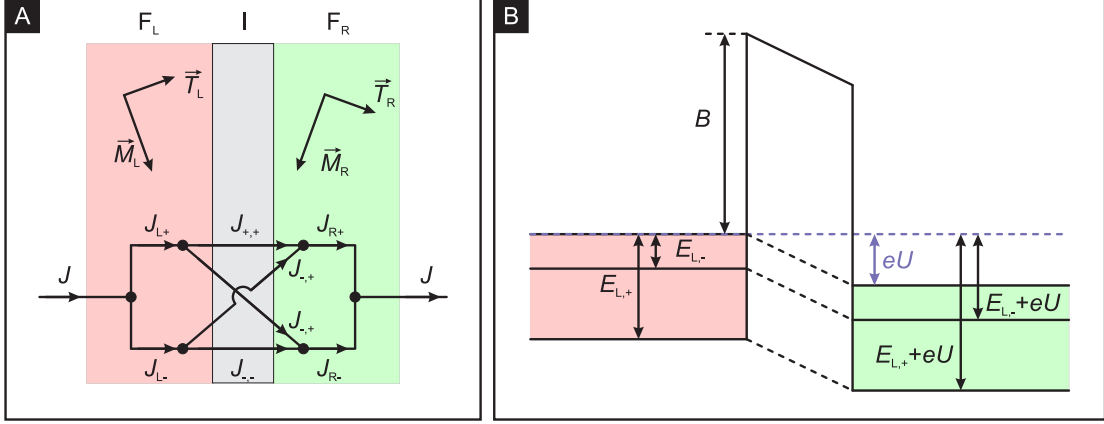 A
F_L I F_R
T_L
T_R
M_L
M_R
J_L+ J_+,+ J_R+
J_-,+
J J
J_-,+
J_L- J_-,- J_R-
B
B
E_L,-
E_L,+
eU
E_L,-+eU
E_L,++eU